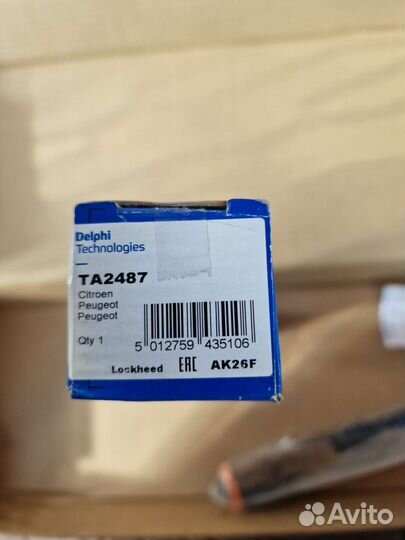 Delphi
Technologies
TA2487
Citroen
Peugeot
Peugeot
Qty 1
5 012759 435106
Lockheed EAC AK26F
Avito